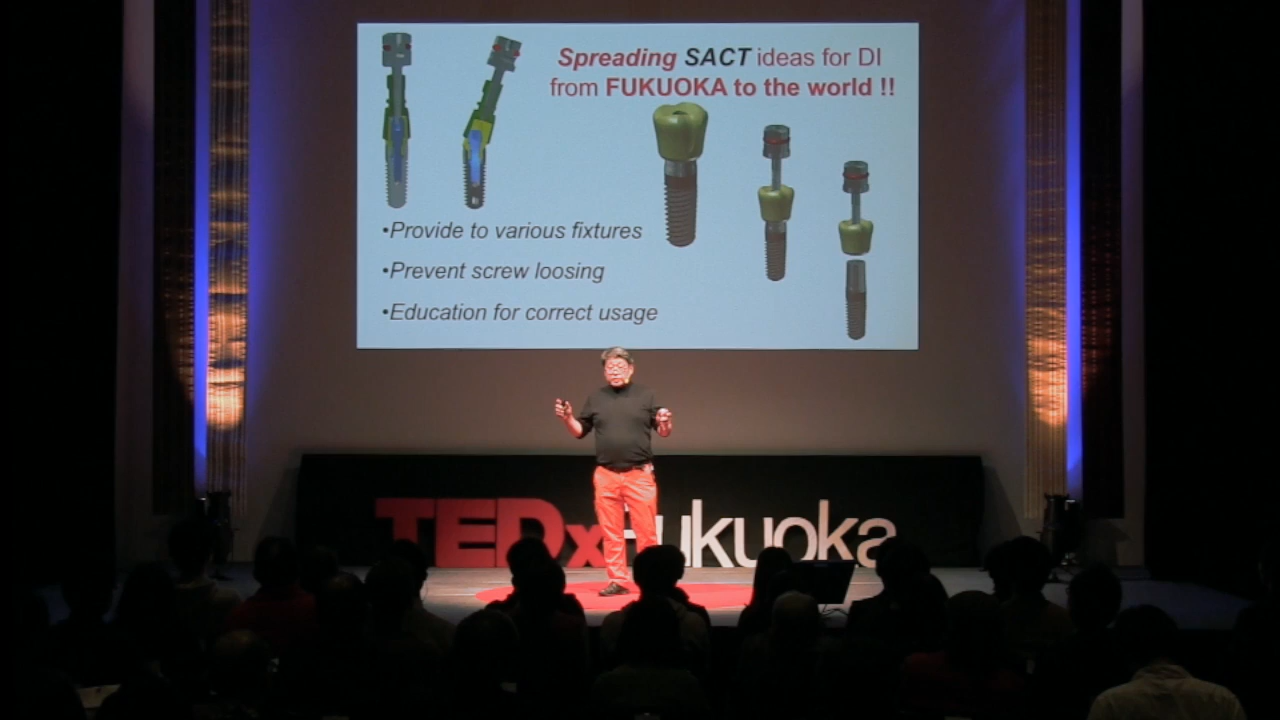 Spreading SACT ideas for DI
from FUKUOKA to the world !!
•Provide to various fixtures
•Prevent screw loosing
•Education for correct usage
TEDxFukuoka